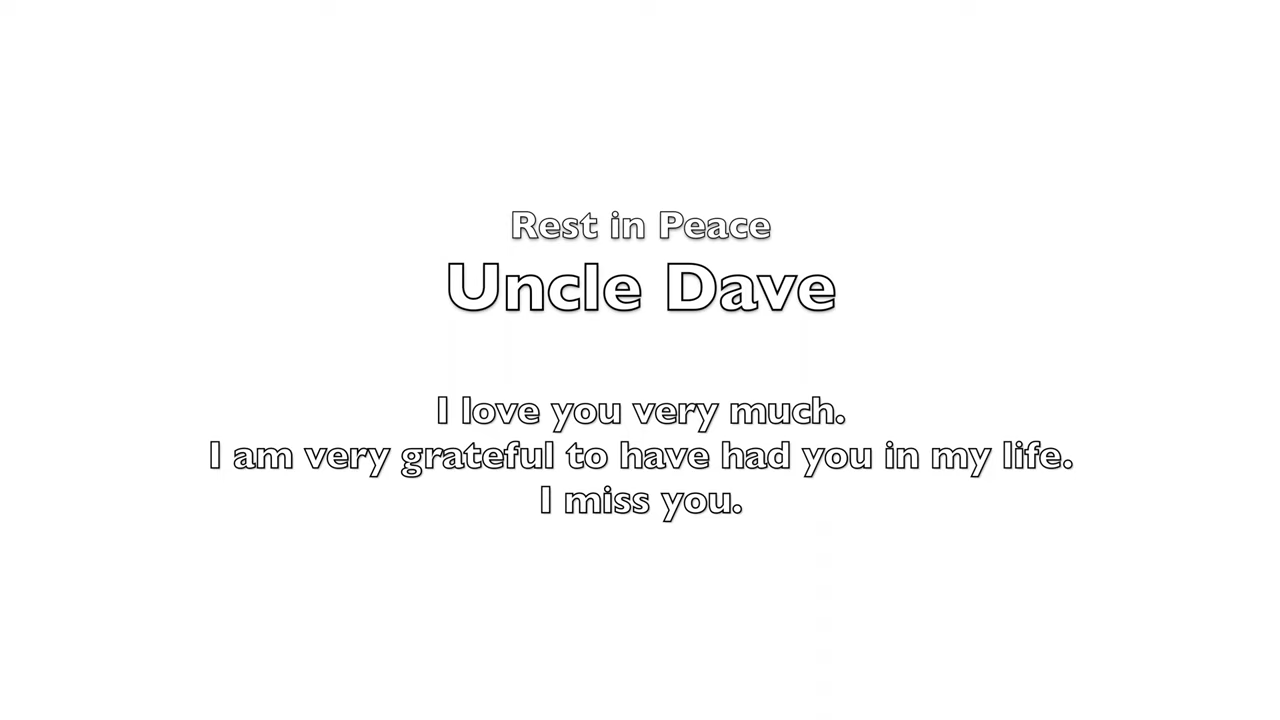 Rest in Peace
Uncle Dave
I love you very much.
I am very grateful to have had you in my life.
I miss you.